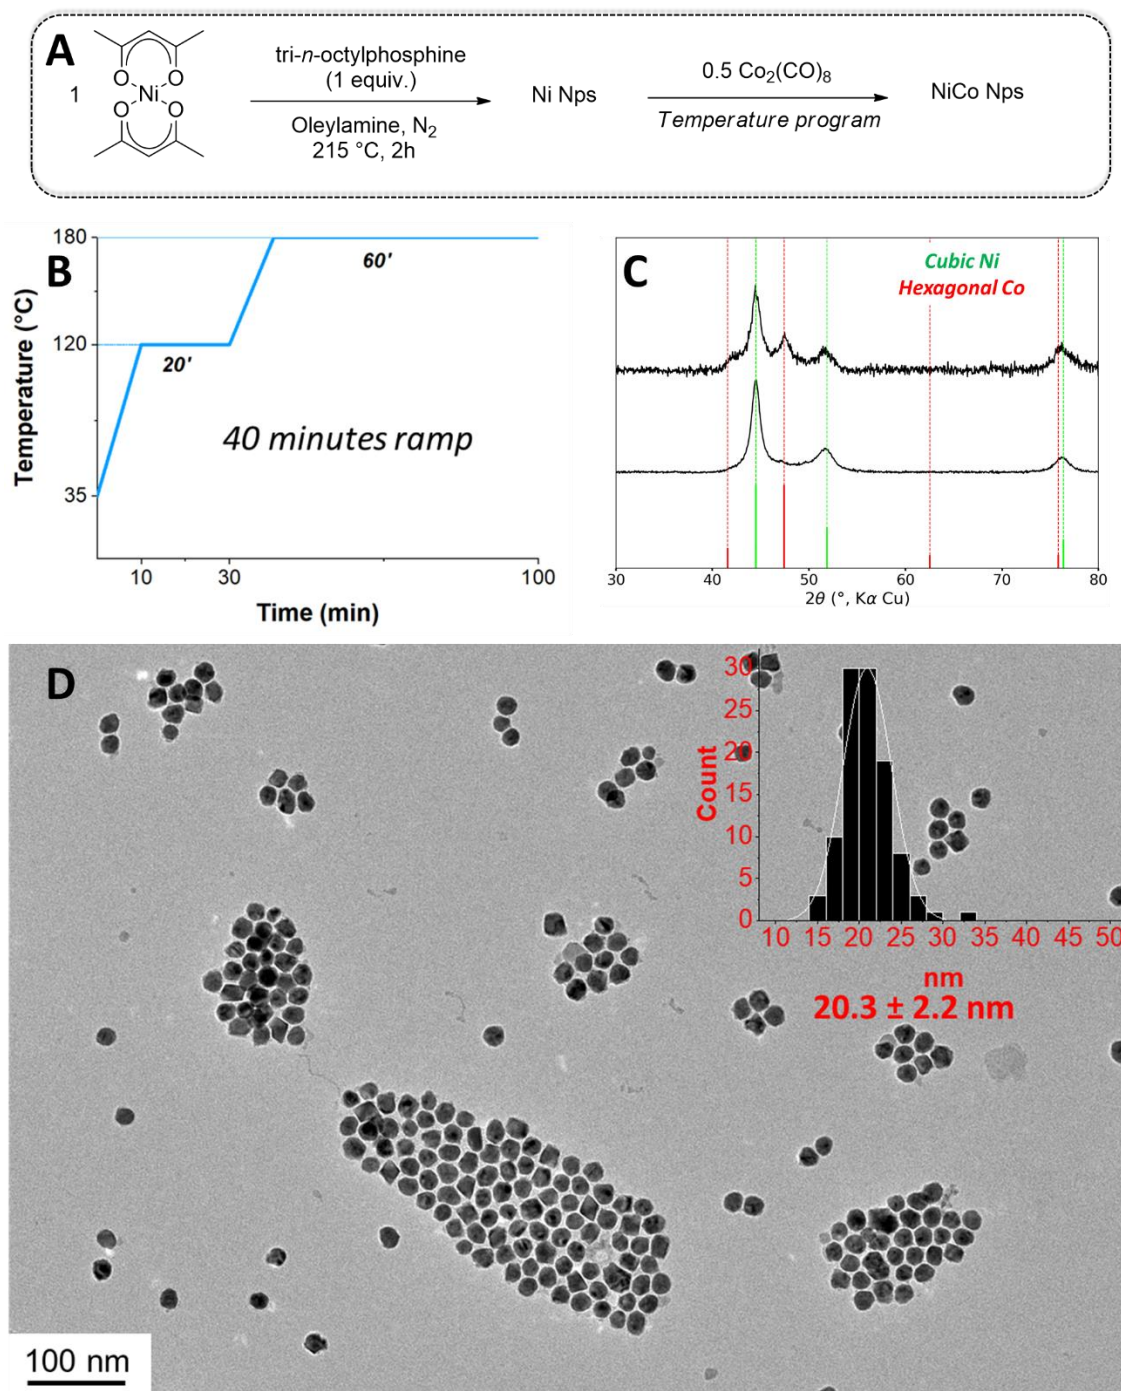 A
1
O
O
Ni
O
O
tri-n-octylphosphine
(1 equiv.)
Oleylamine, N₂
215 °C, 2h
Ni Nps
0.5 Co₂(CO)₈
Temperature program
NiCo Nps
B
Temperature (°C)
180
120
35
60'
20'
40 minutes ramp
10
30
100
Time (min)
C
Cubic Ni
Hexagonal Co
30
40
50
60
70
80
2θ (°, Kα Cu)
D
Count
30
25
20
15
10
5
0
10 15 20 25 30 35 40 45 50
nm
20.3 ± 2.2 nm
100 nm